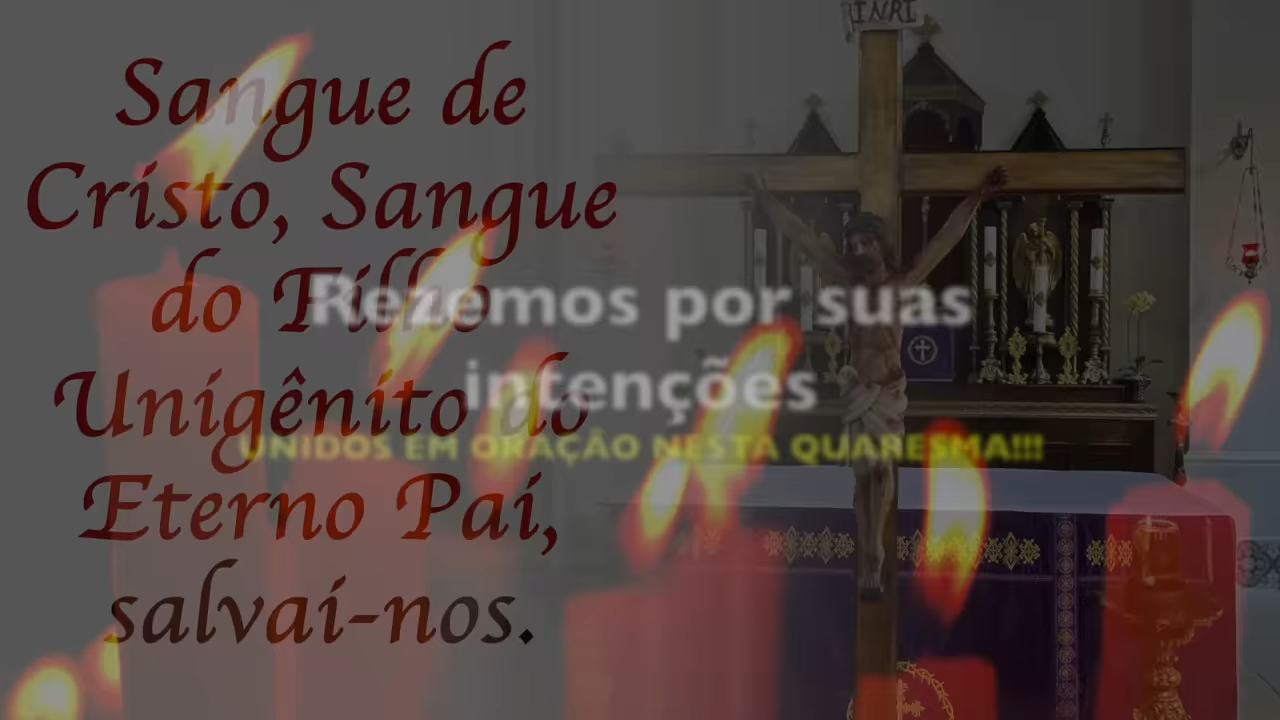 INRI
Sangue de
Cristo, Sangue
do Filho
Unigênito do
Eterno Pai,
salvai-nos.
Rezemos por suas
intenções
UNIDOS EM ORAÇÃO NESTA QUARESMA!!!